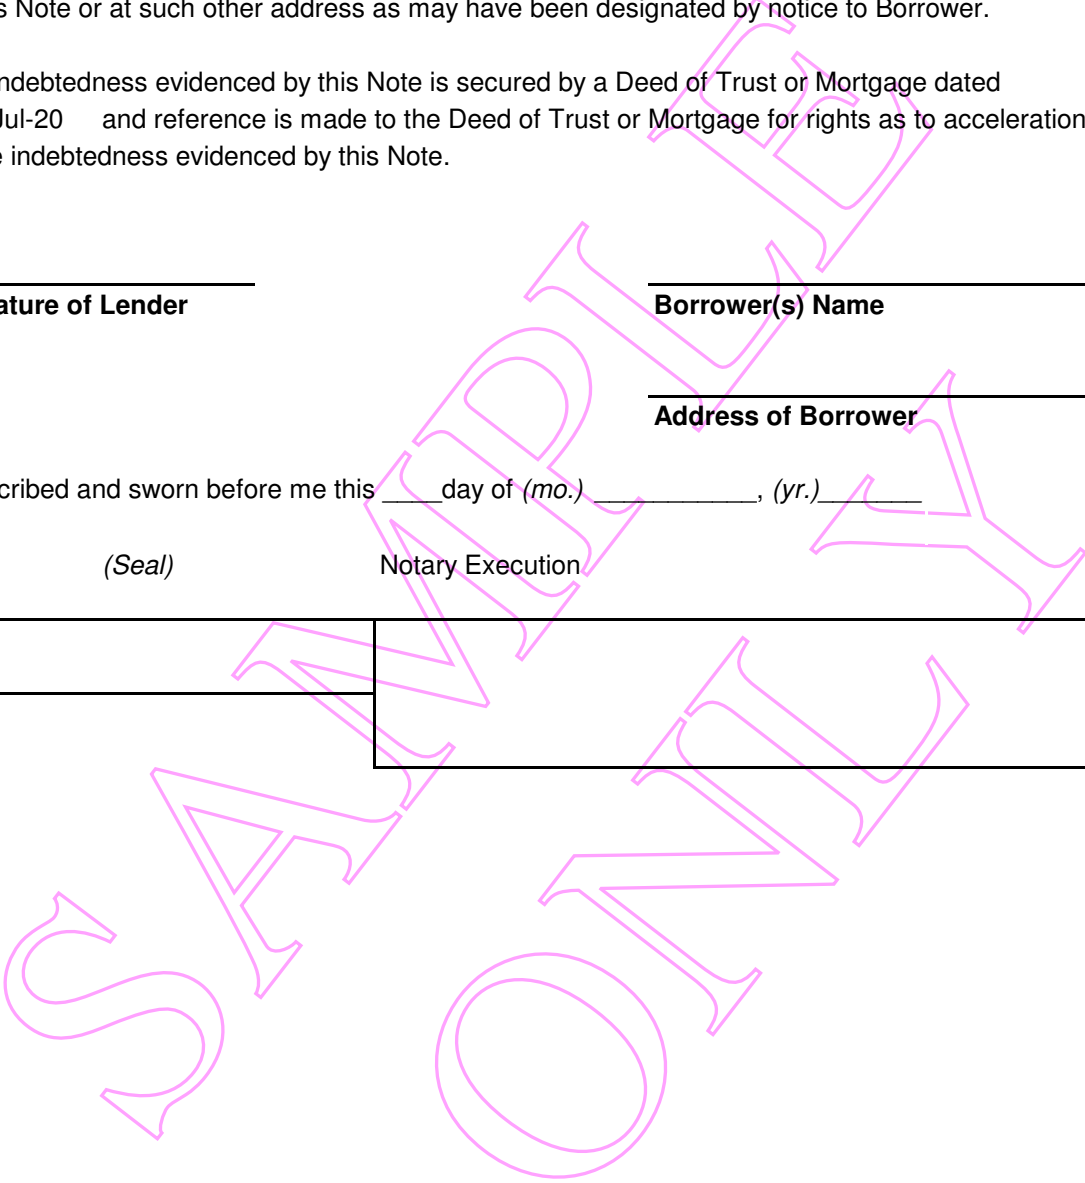 s Note or at such other address as may have been designated by notice to Borrower.
ndebtedness evidenced by this Note is secured by a Deed of Trust or Mortgage dated
Jul-20 and reference is made to the Deed of Trust or Mortgage for rights as to acceleration
e indebtedness evidenced by this Note.
ature of Lender
Borrower(s) Name
Address of Borrower
cribed and sworn before me this ____day of (mo.) ___________, (yr.)_______
(Seal) Notary Execution
SAMPLE
ONLY